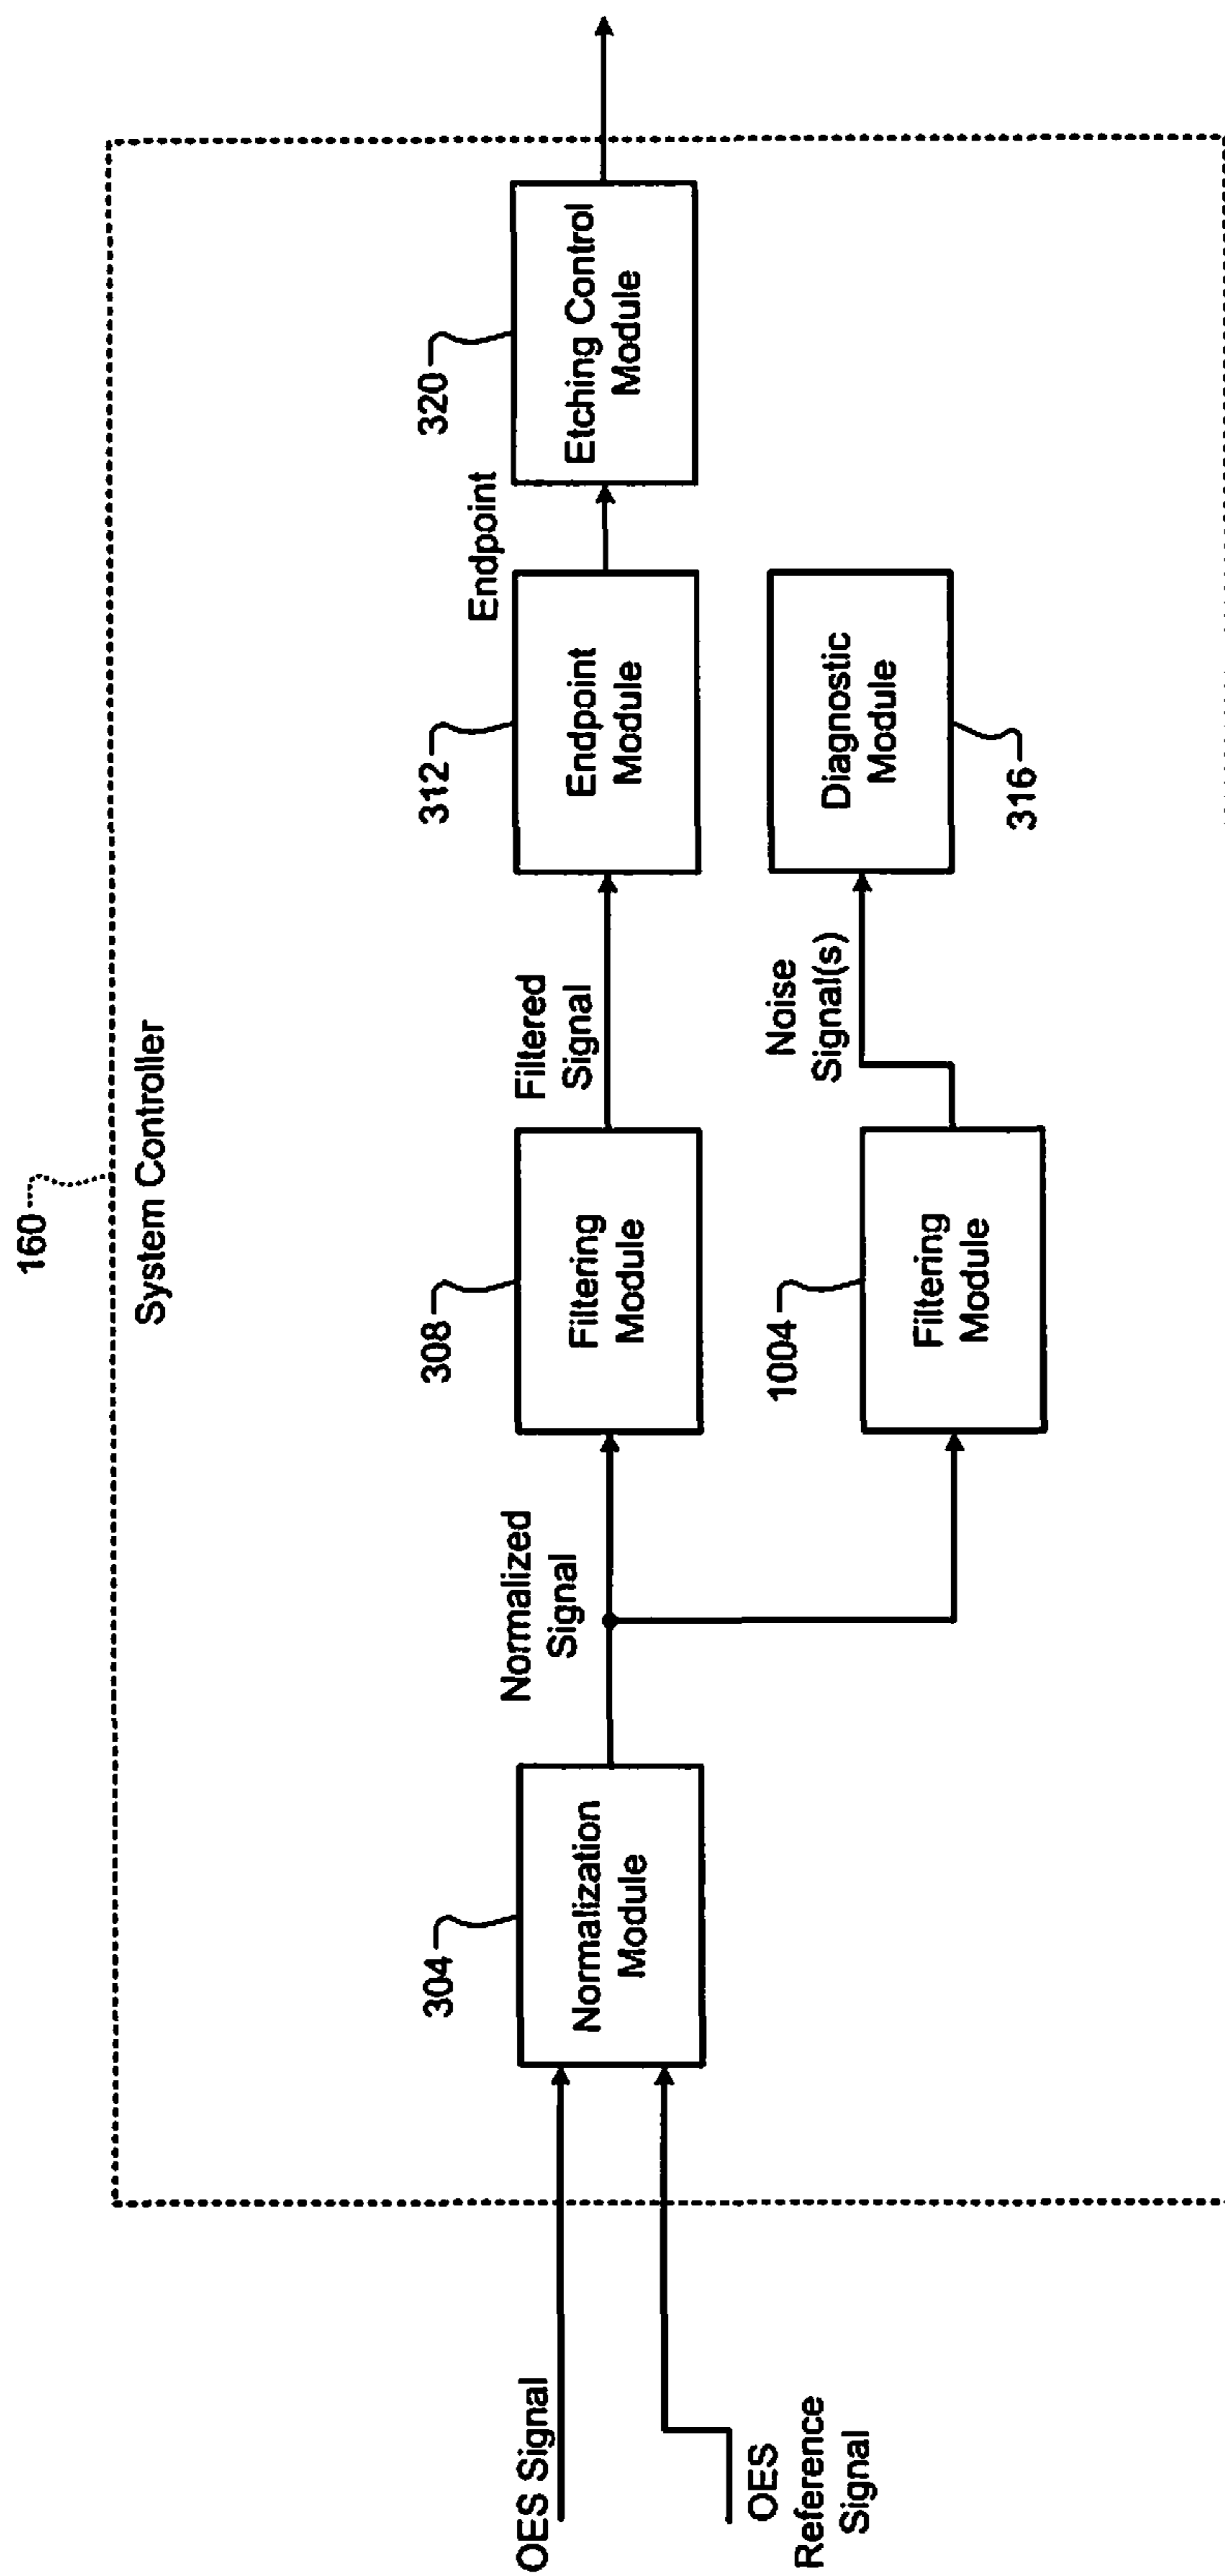 160
System Controller
OES Signal
OES
Reference
Signal
304
Normalization
Module
Normalized
Signal
308
Filtering
Module
1004
Filtering
Module
Filtered
Signal
Noise
Signal(s)
312
Endpoint
Module
Diagnostic
Module
316
Endpoint
320
Etching Control
Module